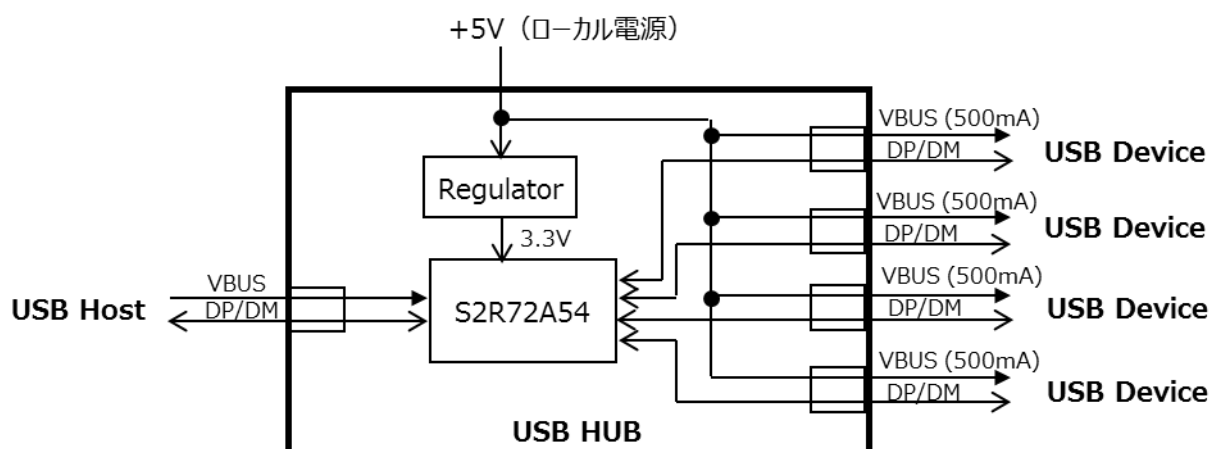 +5V（ローカル電源）
VBUS (500mA)
DP/DM
USB Device
Regulator
VBUS (500mA)
DP/DM
USB Device
3.3V
VBUS
DP/DM
USB Host
S2R72A54
VBUS (500mA)
DP/DM
USB Device
VBUS (500mA)
DP/DM
USB Device
USB HUB